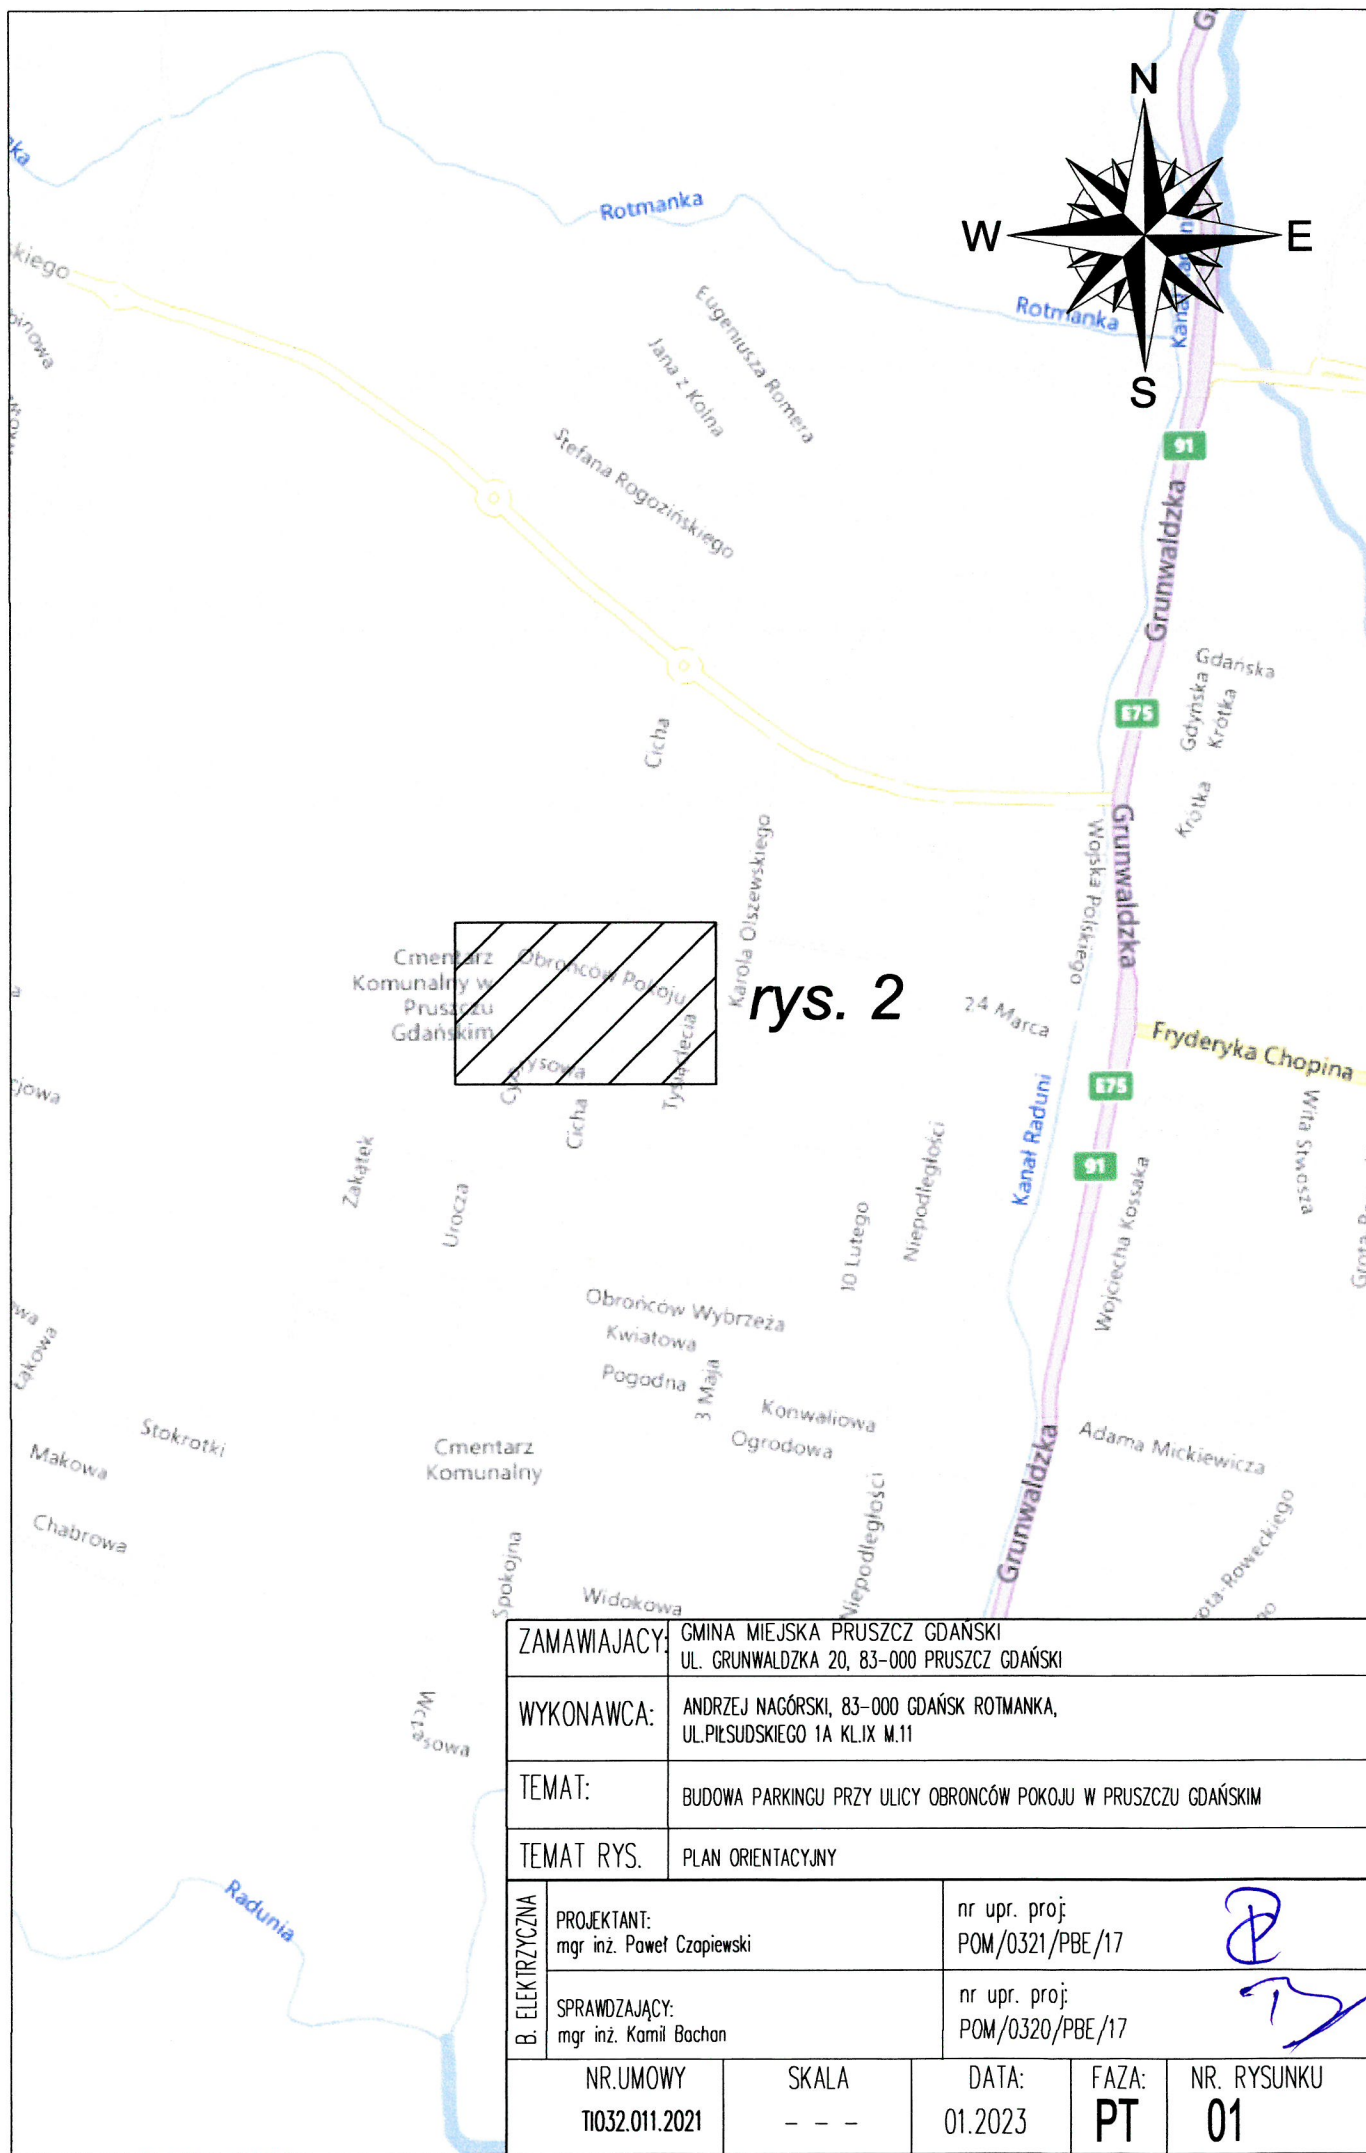 N
W
E
S
Rotmanka
Rotmanka
Eugeniusza Romera
Jana z Kolna
Stefana Rogozińskiego
91
Grunwaldzka
Gdańska
Gdyńska
Krótka
E75
Cicha
Krótka
Grunwaldzka
Wojska Polskiego
Karola Olszewskiego
Cmentarz
Komunalny w
Pruszczu
Gdańskim
Obrońców Pokoju
rys. 2
24 Marca
Fryderyka Chopina
Tysiąclecia
Cyprysowa
Cicha
E75
Kanał Raduni
Wita Stwosza
91
Zakątek
Urocza
Niepodległości
10 Lutego
Wojciecha Kossaka
Obrońców Wybrzeża
Kwiatowa
Pogodna
3 Maja
Konwaliowa
Ogrodowa
Łąkowa
Stokrotki
Makowa
Chabrowa
Cmentarz
Komunalny
Grunwaldzka
Adama Mickiewicza
Niepodległości
Spokojna
Widokowa
Wczasowa
Radunia
ZAMAWIAJACY: GMINA MIEJSKA PRUSZCZ GDAŃSKI
UL. GRUNWALDZKA 20, 83-000 PRUSZCZ GDAŃSKI
WYKONAWCA: ANDRZEJ NAGÓRSKI, 83-000 GDAŃSK ROTMANKA,
UL.PIŁSUDSKIEGO 1A KL.IX M.11
TEMAT: BUDOWA PARKINGU PRZY ULICY OBRONCÓW POKOJU W PRUSZCZU GDAŃSKIM
TEMAT RYS. PLAN ORIENTACYJNY
B. ELEKTRZYCZNA
PROJEKTANT:
mgr inż. Paweł Czapiewski
nr upr. proj:
POM/0321/PBE/17
SPRAWDZAJĄCY:
mgr inż. Kamil Bachan
nr upr. proj:
POM/0320/PBE/17
NR.UMOWY SKALA DATA: FAZA: NR. RYSUNKU
TI032.011.2021 - - - 01.2023 PT 01